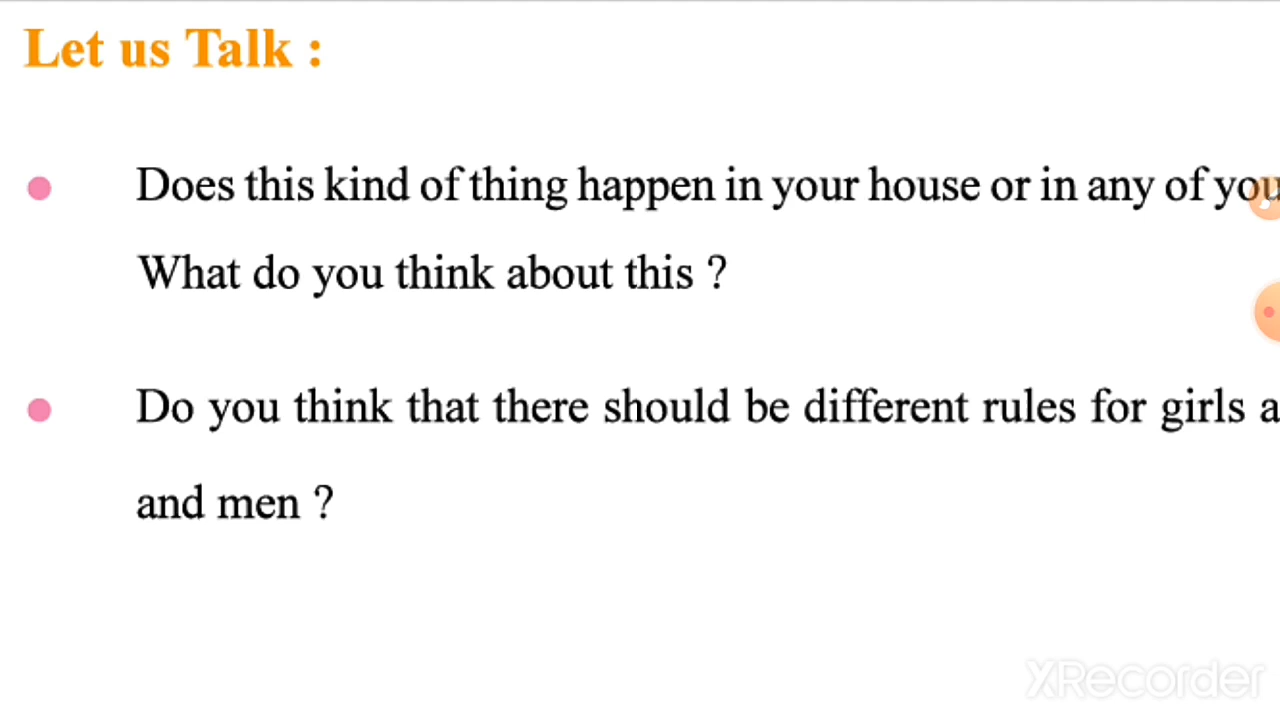 Let us Talk :
Does this kind of thing happen in your house or in any of you
What do you think about this ?
Do you think that there should be different rules for girls a
and men ?
XRecorder